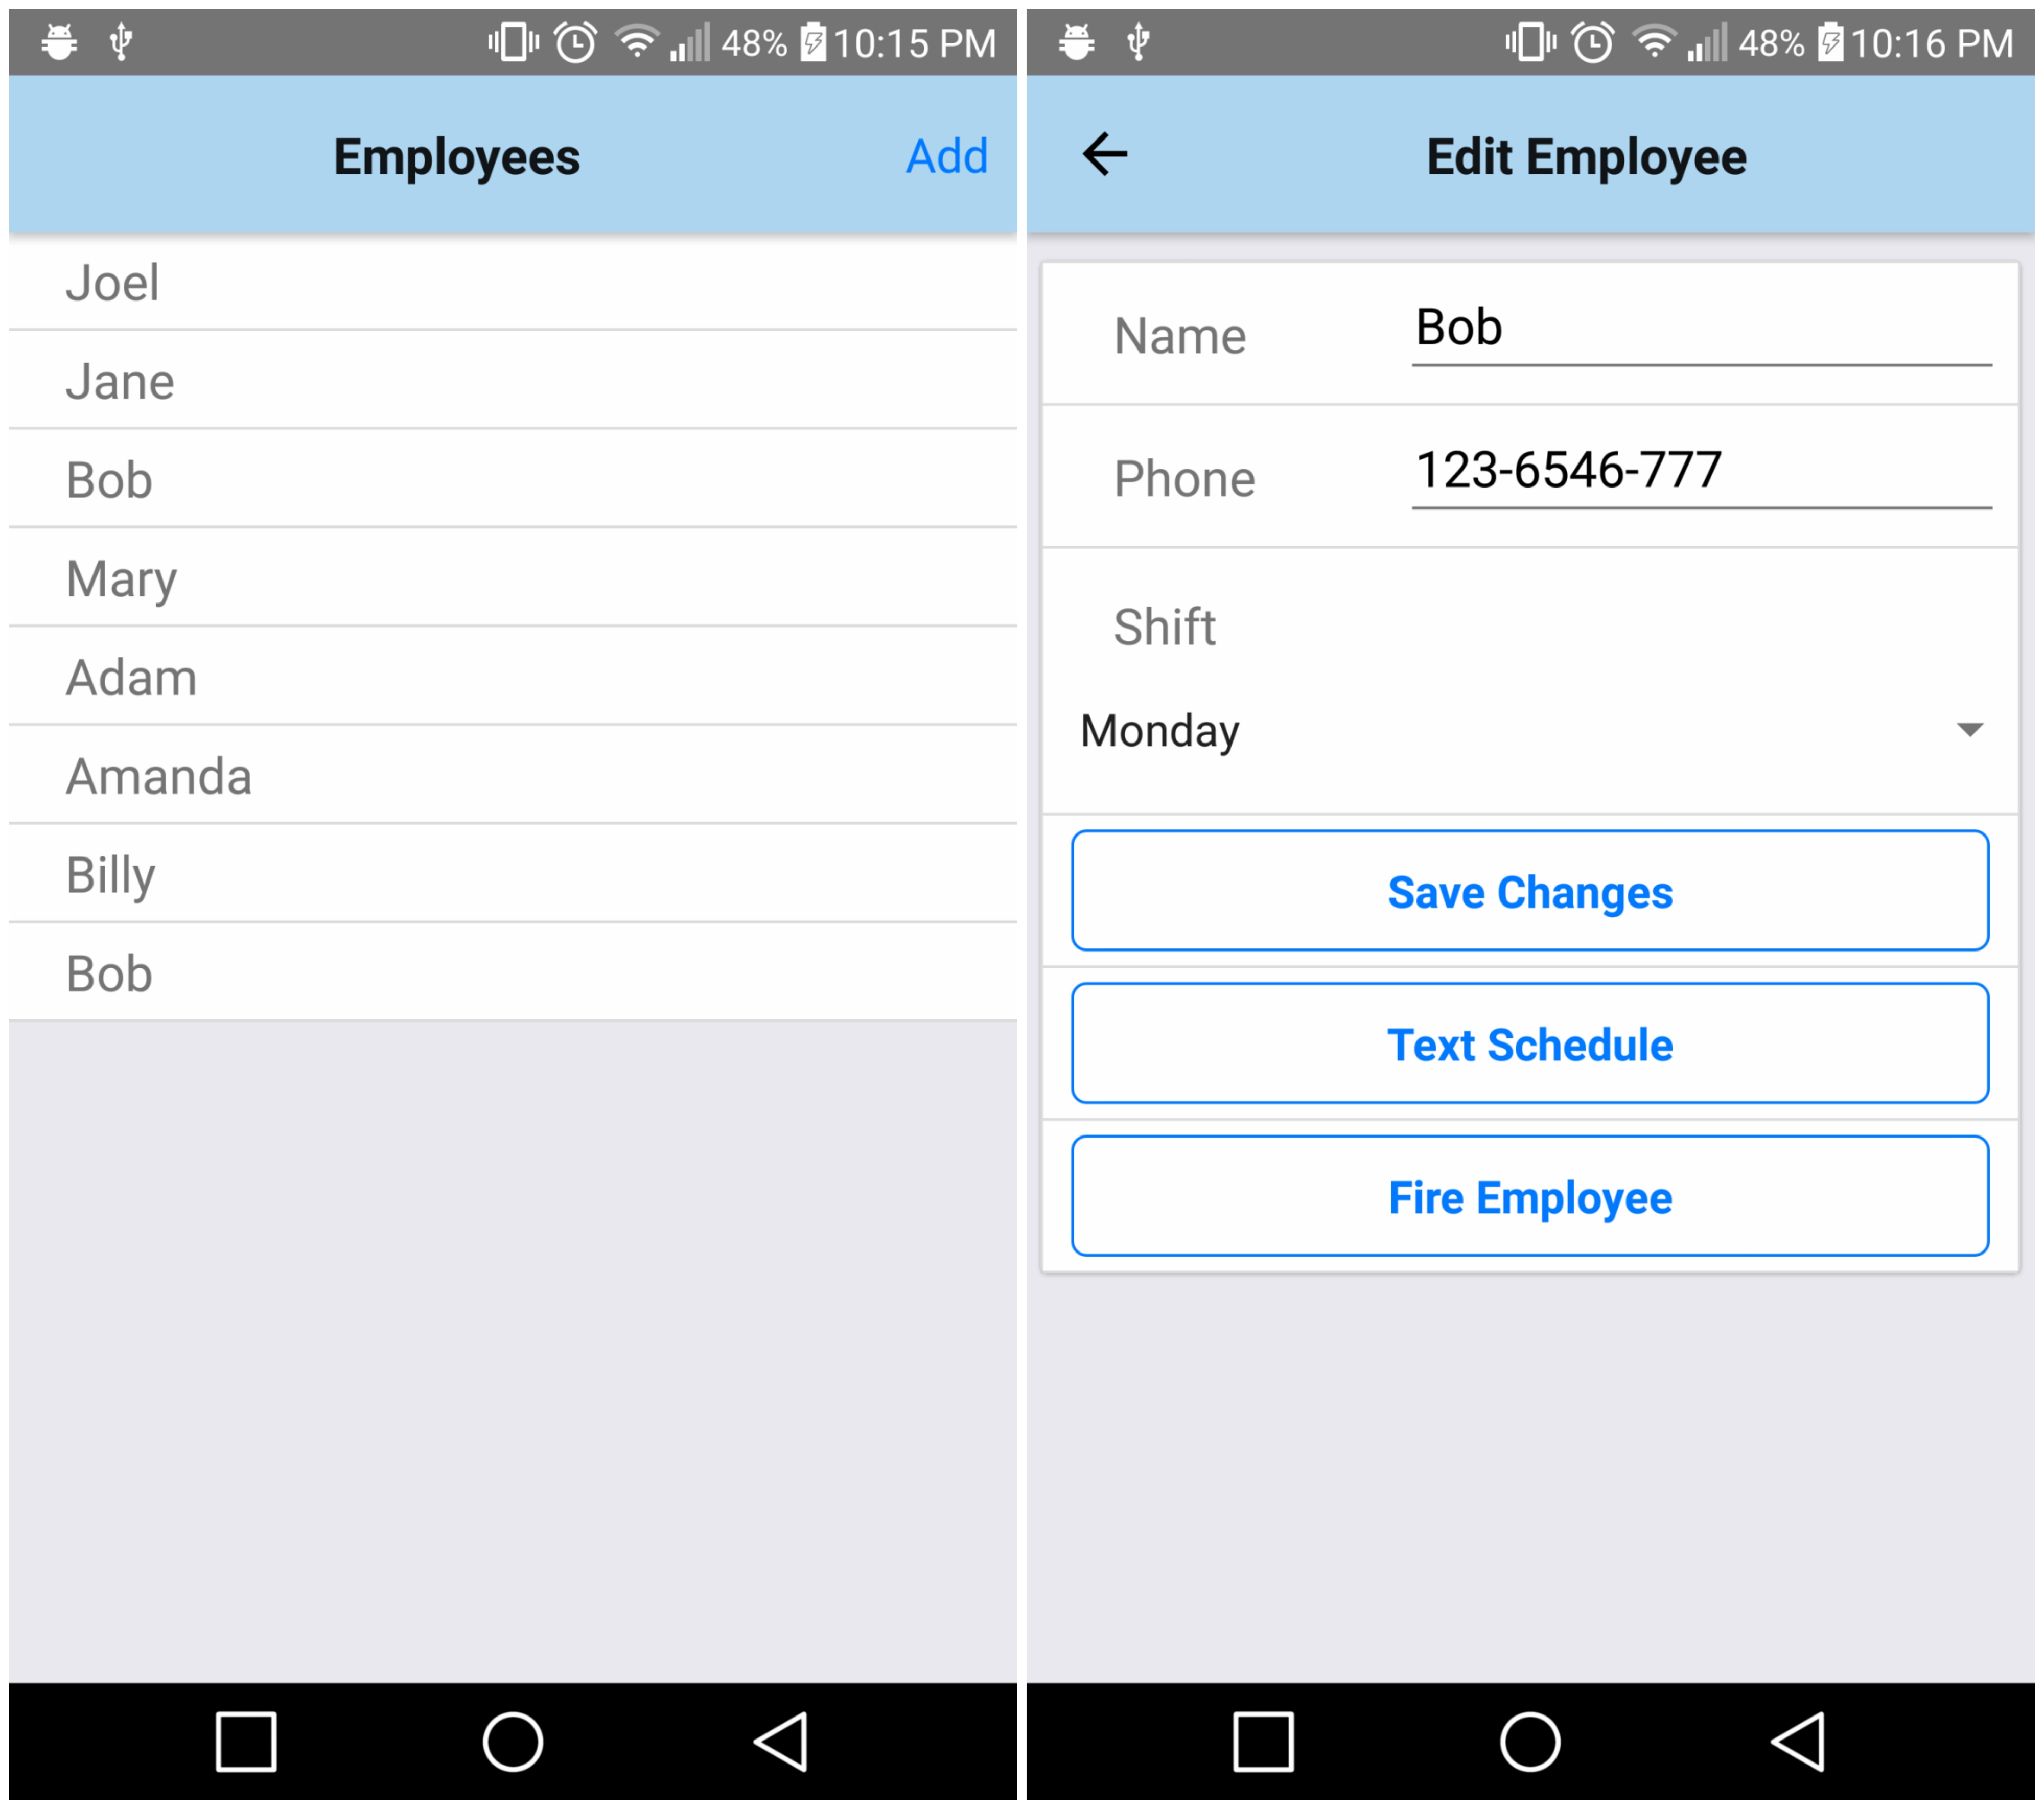 48% 10:15 PM
Employees Add
Joel
Jane
Bob
Mary
Adam
Amanda
Billy
Bob
48% 10:16 PM
Edit Employee
Name Bob
Phone 123-6546-777
Shift
Monday
Save Changes
Text Schedule
Fire Employee